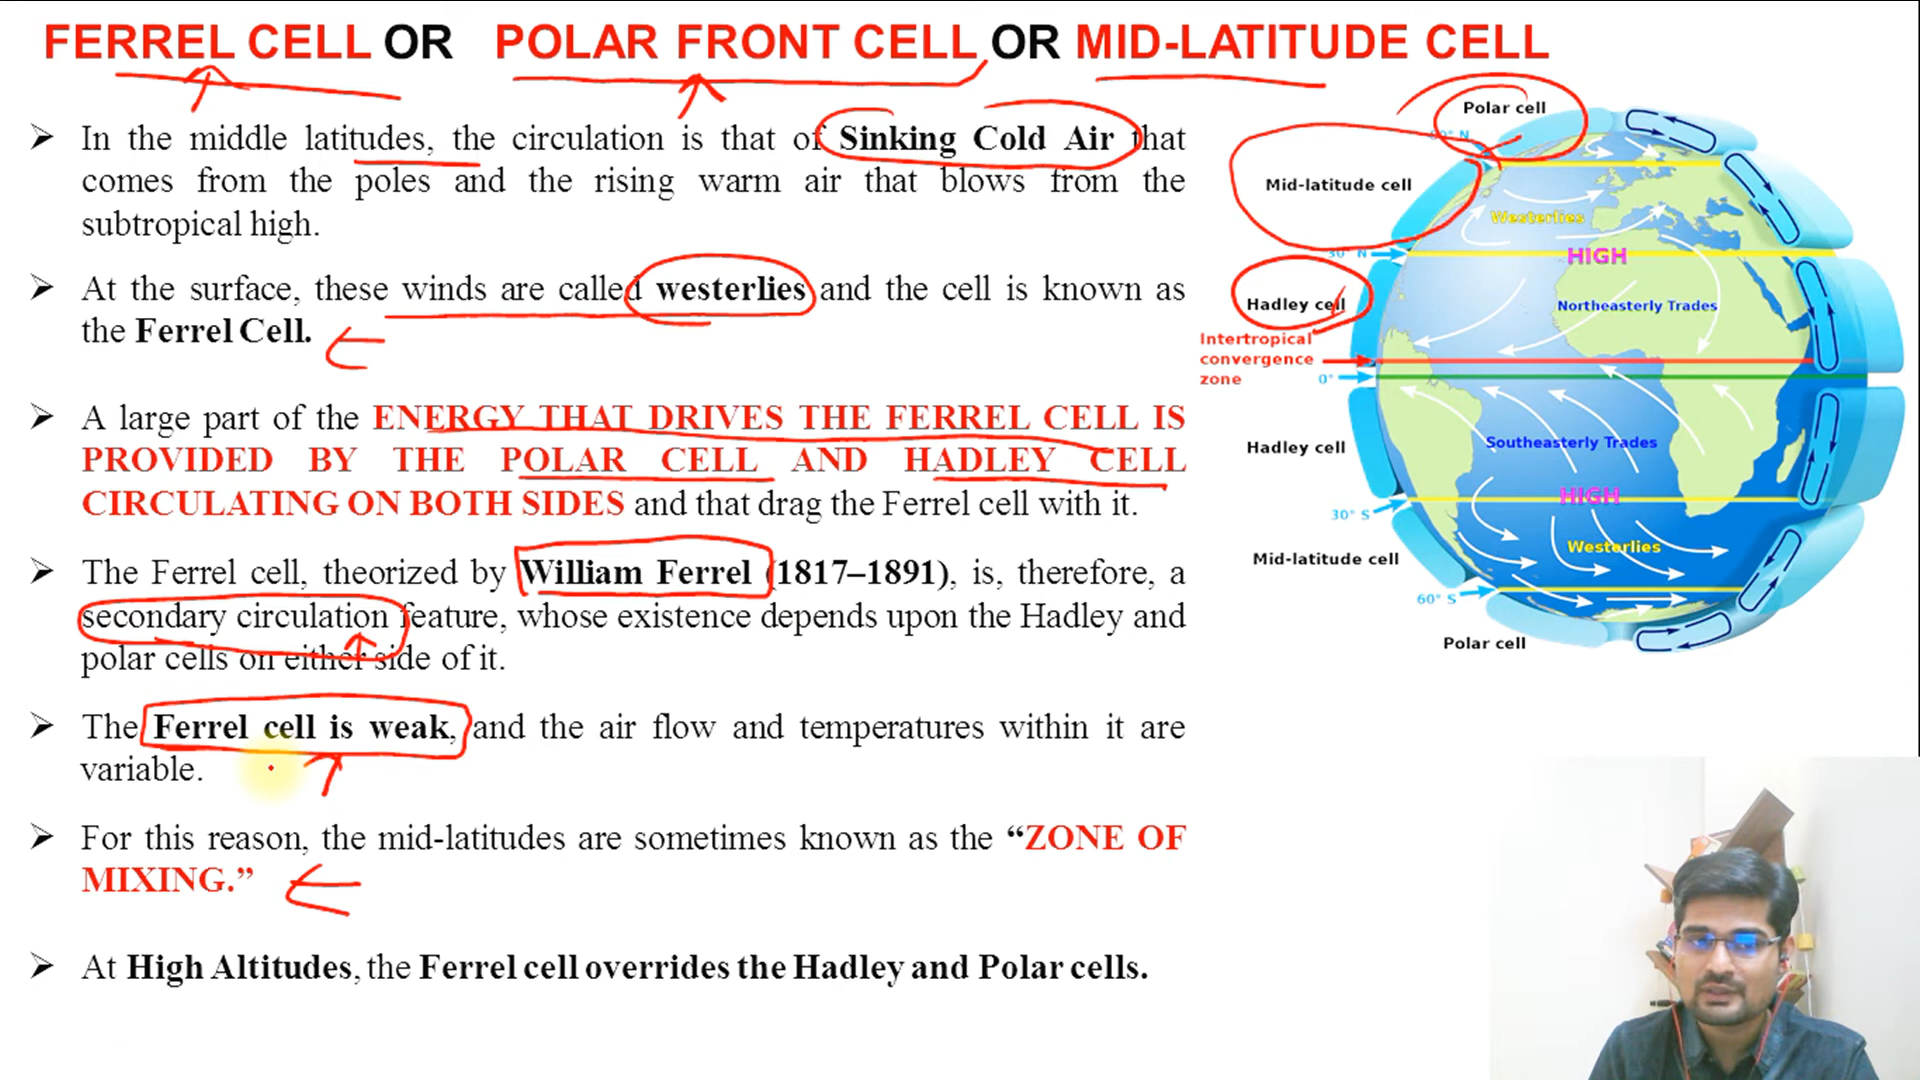 FERREL CELL OR POLAR FRONT CELL OR MID-LATITUDE CELL
➤ In the middle latitudes, the circulation is that of Sinking Cold Air that
comes from the poles and the rising warm air that blows from the
subtropical high.
➤ At the surface, these winds are called westerlies and the cell is known as
the Ferrel Cell.
➤ A large part of the ENERGY THAT DRIVES THE FERREL CELL IS
PROVIDED BY THE POLAR CELL AND HADLEY CELL
CIRCULATING ON BOTH SIDES and that drag the Ferrel cell with it.
➤ The Ferrel cell, theorized by William Ferrel (1817–1891), is, therefore, a
secondary circulation feature, whose existence depends upon the Hadley and
polar cells on either side of it.
➤ The Ferrel cell is weak, and the air flow and temperatures within it are
variable.
➤ For this reason, the mid-latitudes are sometimes known as the “ZONE OF
MIXING.”
➤ At High Altitudes, the Ferrel cell overrides the Hadley and Polar cells.
Polar cell
60° N
Mid-latitude cell
Westerlies
30° N
HIGH
Hadley cell
Northeasterly Trades
Intertropical
convergence
zone
0°
Hadley cell
Southeasterly Trades
HIGH
30° S
Mid-latitude cell
Westerlies
60° S
Polar cell